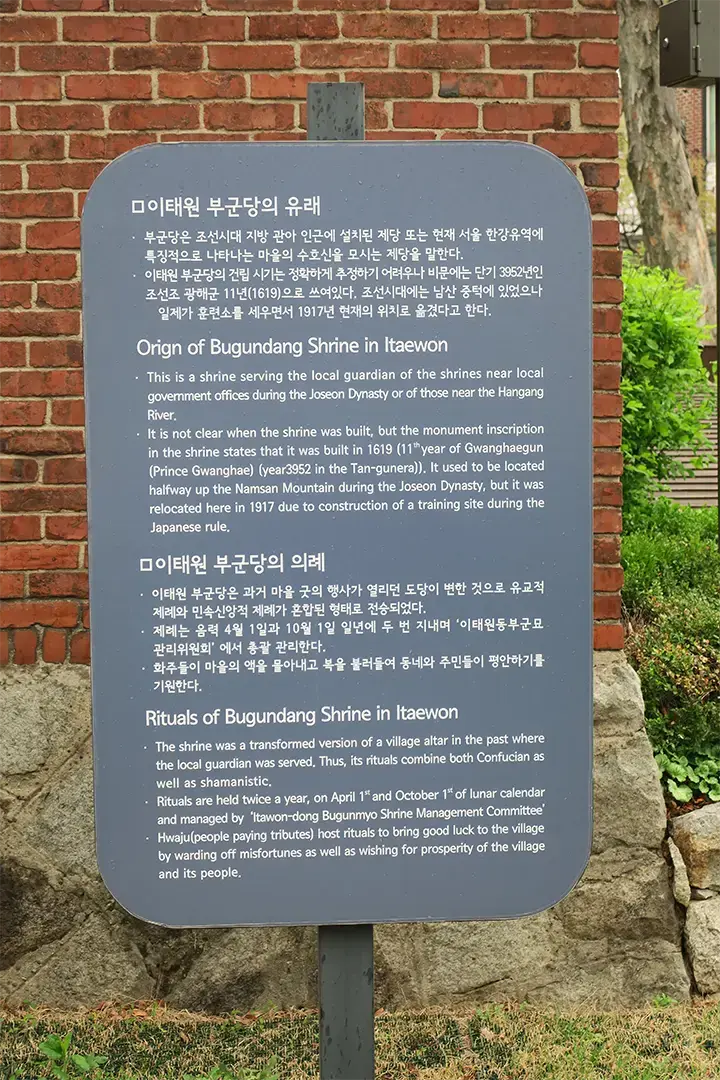 □이태원 부군당의 유래
· 부군당은 조선시대 지방 관아 인근에 설치된 제당 또는 현재 서울 한강유역에
특징적으로 나타나는 마을의 수호신을 모시는 제당을 말한다.
· 이태원 부군당의 건립 시기는 정확하게 추정하기 어려우나 비문에는 단기 3952년인
조선조 광해군 11년(1619)으로 쓰여있다. 조선시대에는 남산 중턱에 있었으나
일제가 훈련소를 세우면서 1917년 현재의 위치로 옮겼다고 한다.
Orign of Bugundang Shrine in Itaewon
· This is a shrine serving the local guardian of the shrines near local
government offices during the Joseon Dynasty or of those near the Hangang
River.
· It is not clear when the shrine was built, but the monument inscription
in the shrine states that it was built in 1619 (11th year of Gwanghaegun
(Prince Gwanghae) (year3952 in the Tan-gunera)). It used to be located
halfway up the Namsan Mountain during the Joseon Dynasty, but it was
relocated here in 1917 due to construction of a training site during the
Japanese rule.
□이태원 부군당의 의례
· 이태원 부군당은 과거 마을 굿의 행사가 열리던 도당이 변한 것으로 유교적
제례와 민속신앙적 제례가 혼합된 형태로 전승되었다.
· 제례는 음력 4월 1일과 10월 1일 일년에 두 번 지내며 ‘이태원동부군묘
관리위원회’ 에서 총괄 관리한다.
· 화주들이 마을의 액을 몰아내고 복을 불러들여 동네와 주민들이 평안하기를
기원한다.
Rituals of Bugundang Shrine in Itaewon
· The shrine was a transformed version of a village altar in the past where
the local guardian was served. Thus, its rituals combine both Confucian as
well as shamanistic.
· Rituals are held twice a year, on April 1st and October 1st of lunar calendar
and managed by ‘Itawon-dong Bugunmyo Shrine Management Committee’
· Hwaju(people paying tributes) host rituals to bring good luck to the village
by warding off misfortunes as well as wishing for prosperity of the village
and its people.